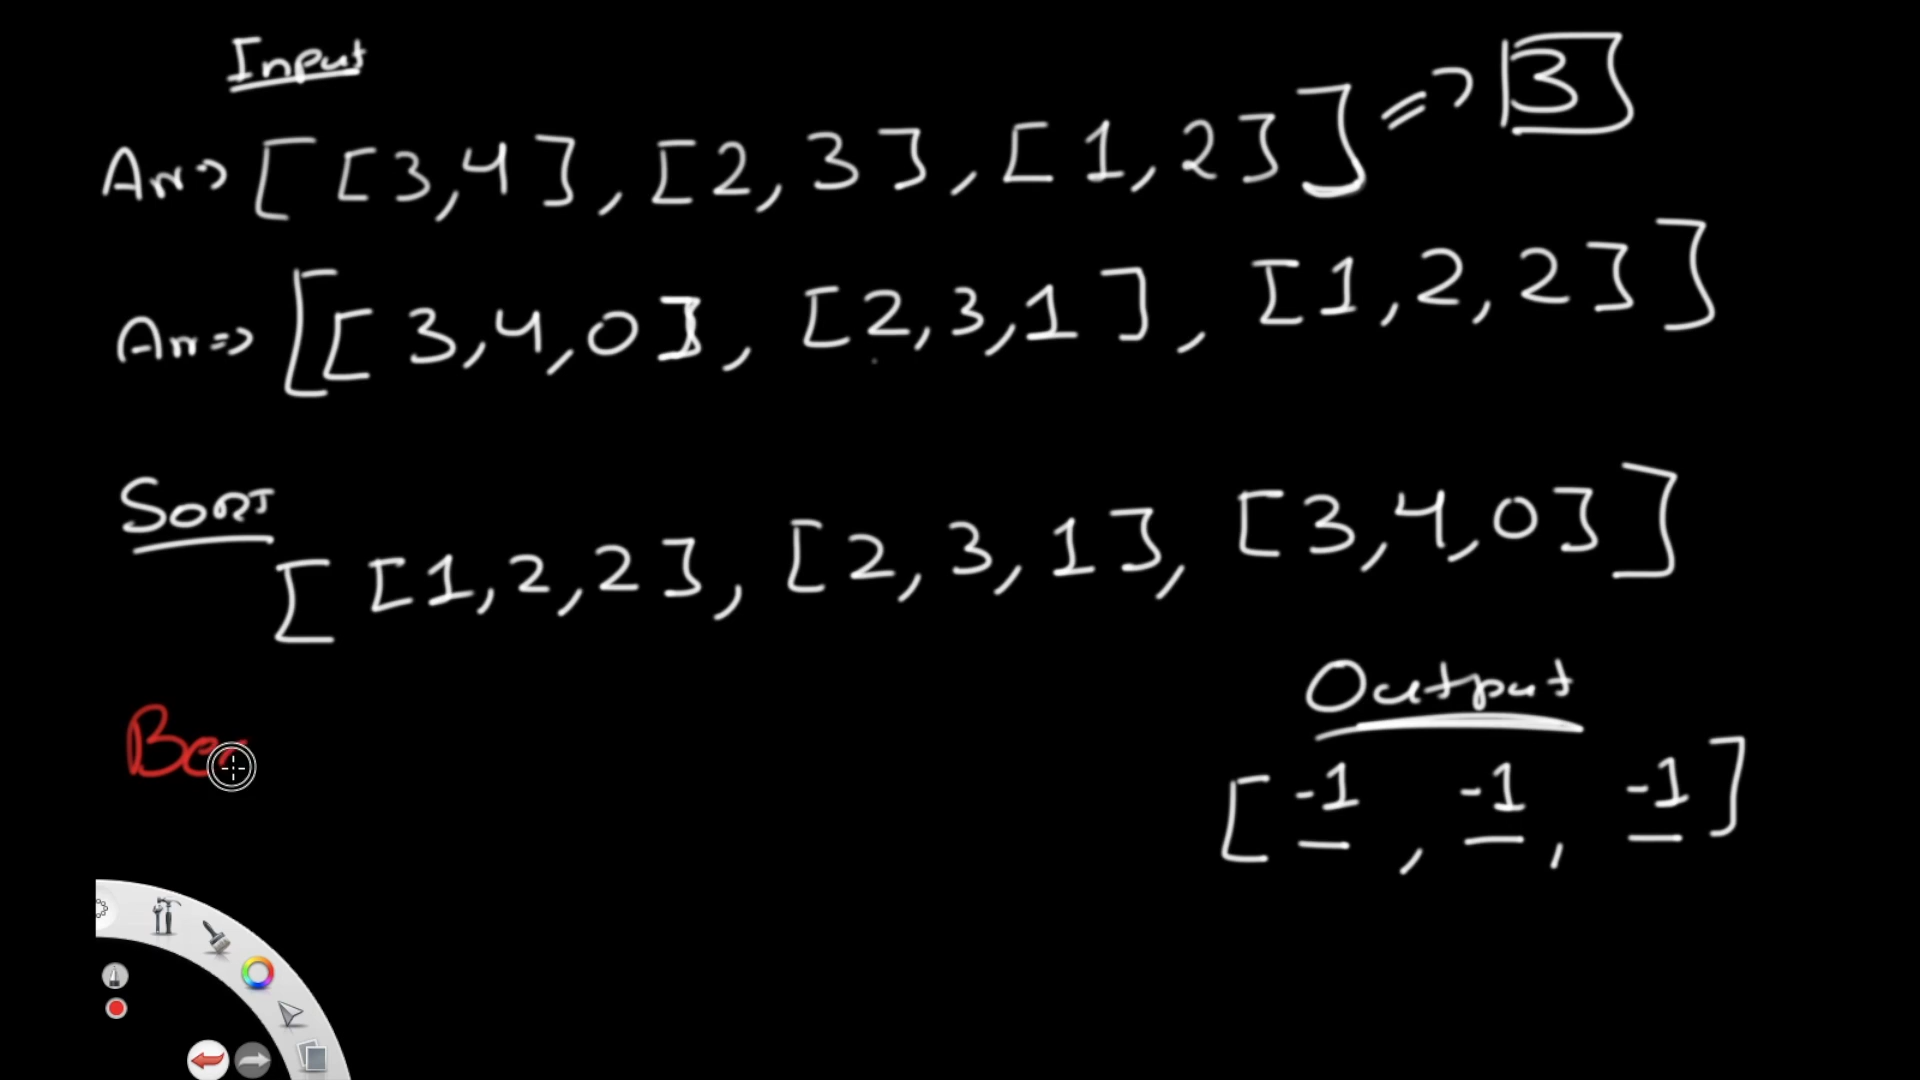 Input
Arr => [ [3,4] , [2,3] , [1,2] ] => 3
Arr => [[3,4,0] , [2,3,1] , [1,2,2]]
Sort
[ [1,2,2] , [2,3,1] , [3,4,0] ]
Output
[ -1 , -1 , -1 ]